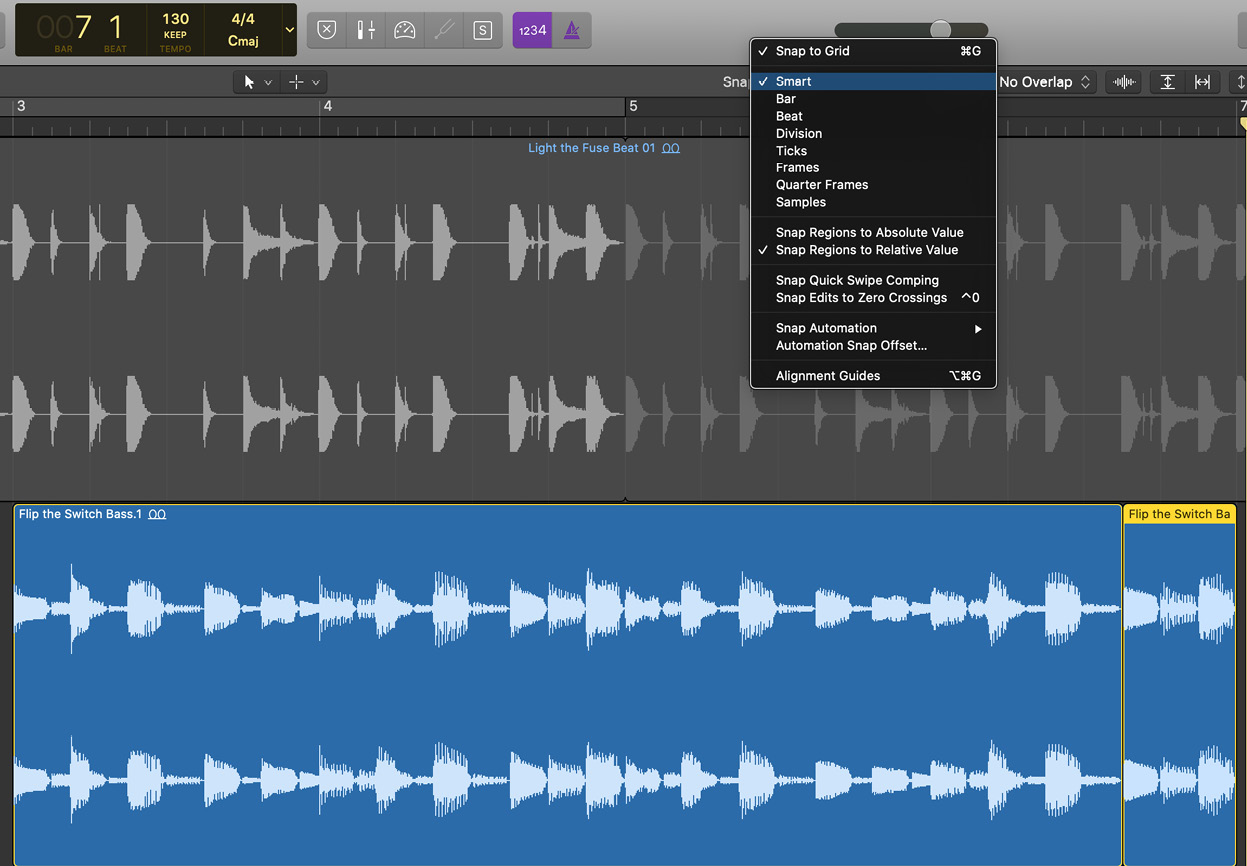 007 1
BAR BEAT
130
KEEP
TEMPO
4/4
Cmaj
S
1234
Snap to Grid ⌘G
Smart
Bar
Beat
Division
Ticks
Frames
Quarter Frames
Samples
Snap Regions to Absolute Value
Snap Regions to Relative Value
Snap Quick Swipe Comping
Snap Edits to Zero Crossings ^0
Snap Automation
Automation Snap Offset...
Alignment Guides ⌥⌘G
Sna
No Overlap
3 4 5 7
Light the Fuse Beat 01
Flip the Switch Bass.1
Flip the Switch Ba